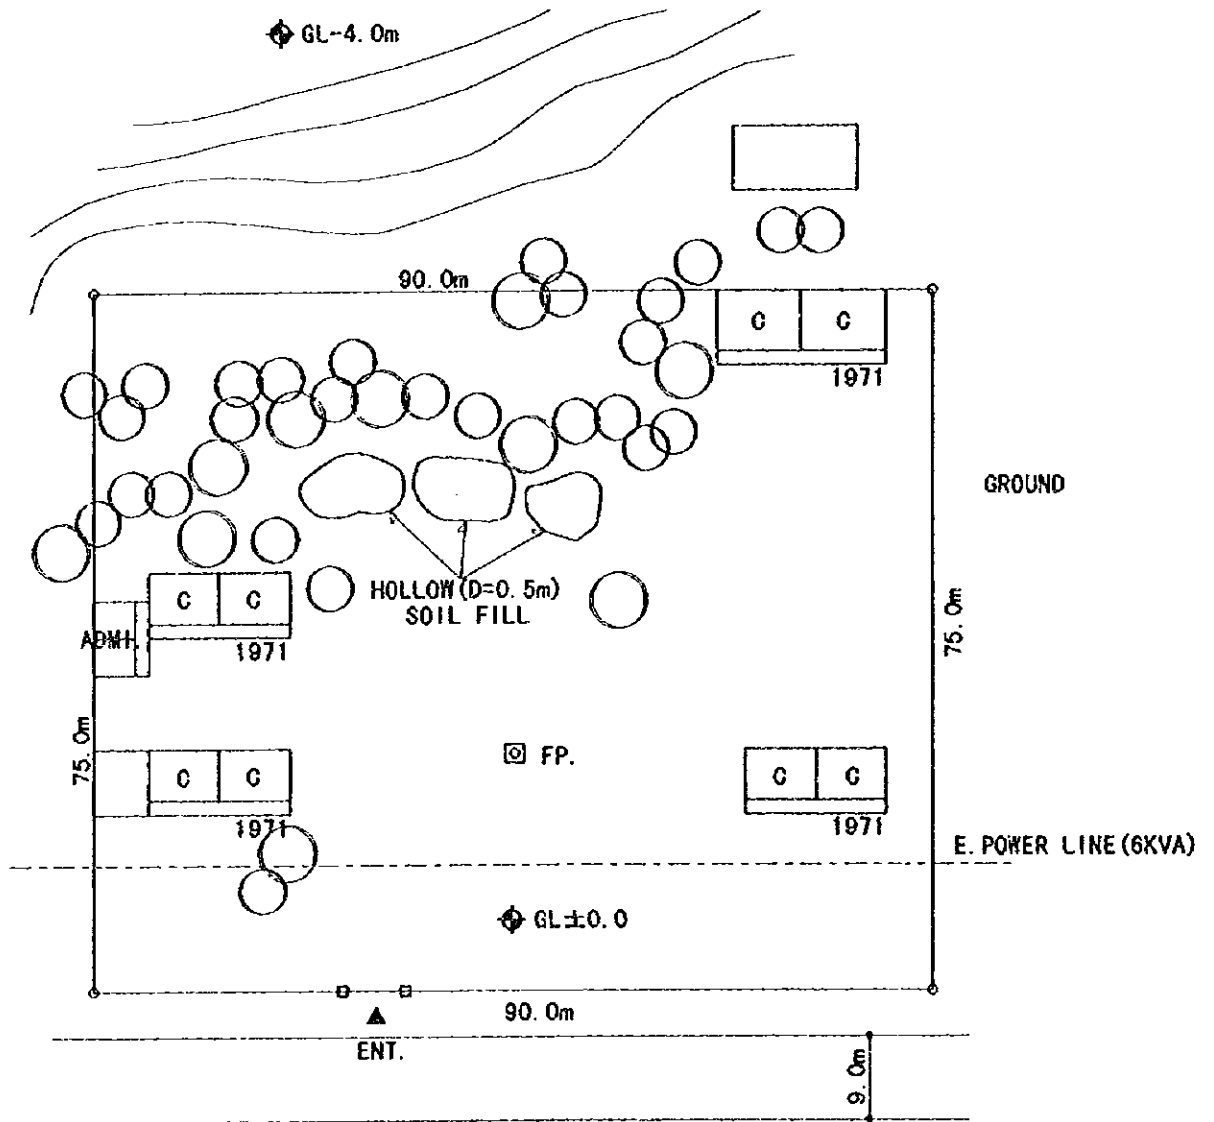 GL-4.0m
90.0m
C C
1971
GROUND
HOLLOW(D=0.5m)
SOIL FILL
C C
ADMI.
1971
75.0m
75.0m
C C
1971
FP.
C C
1971
E. POWER LINE(6KVA)
GL±0.0
90.0m
ENT.
9.0m